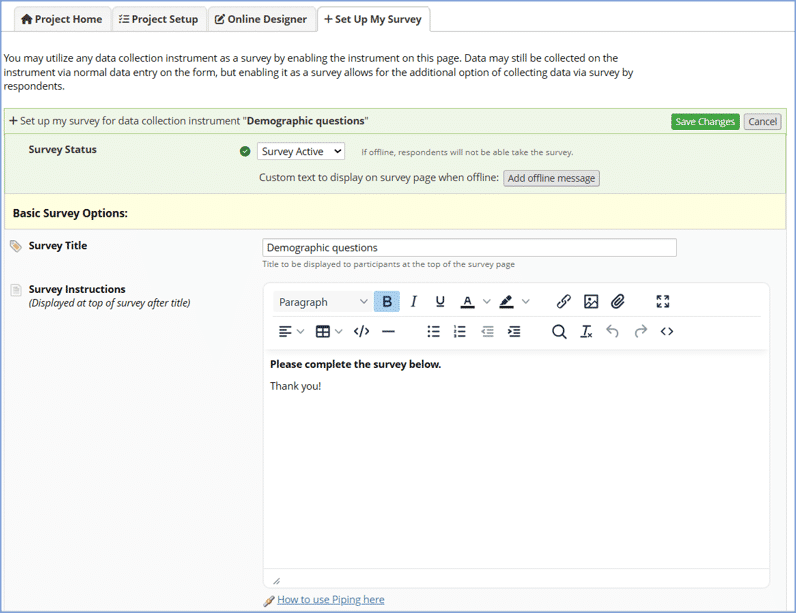 Project Home Project Setup Online Designer + Set Up My Survey
You may utilize any data collection instrument as a survey by enabling the instrument on this page. Data may still be collected on the
instrument via normal data entry on the form, but enabling it as a survey allows for the additional option of collecting data via survey by
respondents.
+ Set up my survey for data collection instrument "Demographic questions" Save Changes Cancel
Survey Status Survey Active If offline, respondents will not be able take the survey.
Custom text to display on survey page when offline: Add offline message
Basic Survey Options:
Survey Title Demographic questions
Title to be displayed to participants at the top of the survey page
Survey Instructions
(Displayed at top of survey after title)
Paragraph B I U A
Please complete the survey below.
Thank you!
How to use Piping here